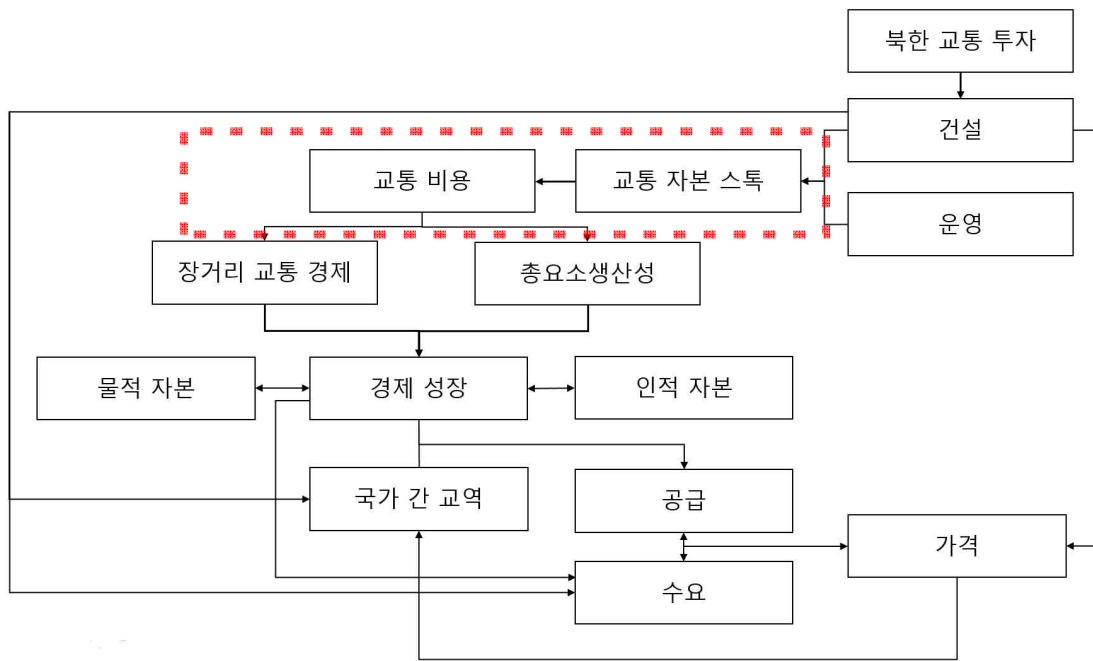 북한 교통 투자
건설
교통 비용
교통 자본 스톡
운영
장거리 교통 경제
총요소생산성
물적 자본
경제 성장
인적 자본
국가 간 교역
공급
가격
수요